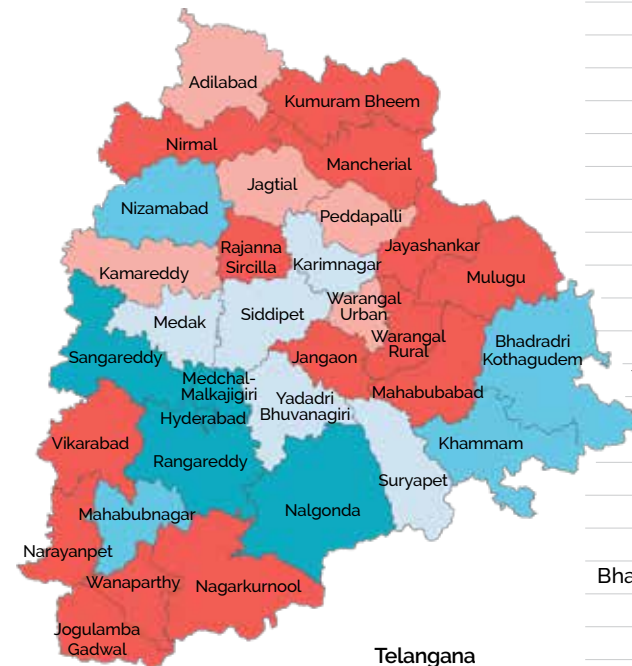 Adilabad
Kumuram Bheem
Nirmal
Mancherial
Jagtial
Nizamabad
Peddapalli
Rajanna
Sircilla
Jayashankar
Karimnagar
Kamareddy
Mulugu
Warangal
Urban
Siddipet
Medak
Warangal
Rural
Bhadradri
Kothagudem
Sangareddy
Jangaon
Medchal-
Malkajigiri
Yadadri
Bhuvanagiri
Mahabubabad
Hyderabad
Vikarabad
Khammam
Rangareddy
Suryapet
Nalgonda
Mahabubnagar
Narayanpet
Wanaparthy
Nagarkurnool
Bha
Jogulamba
Gadwal
Telangana